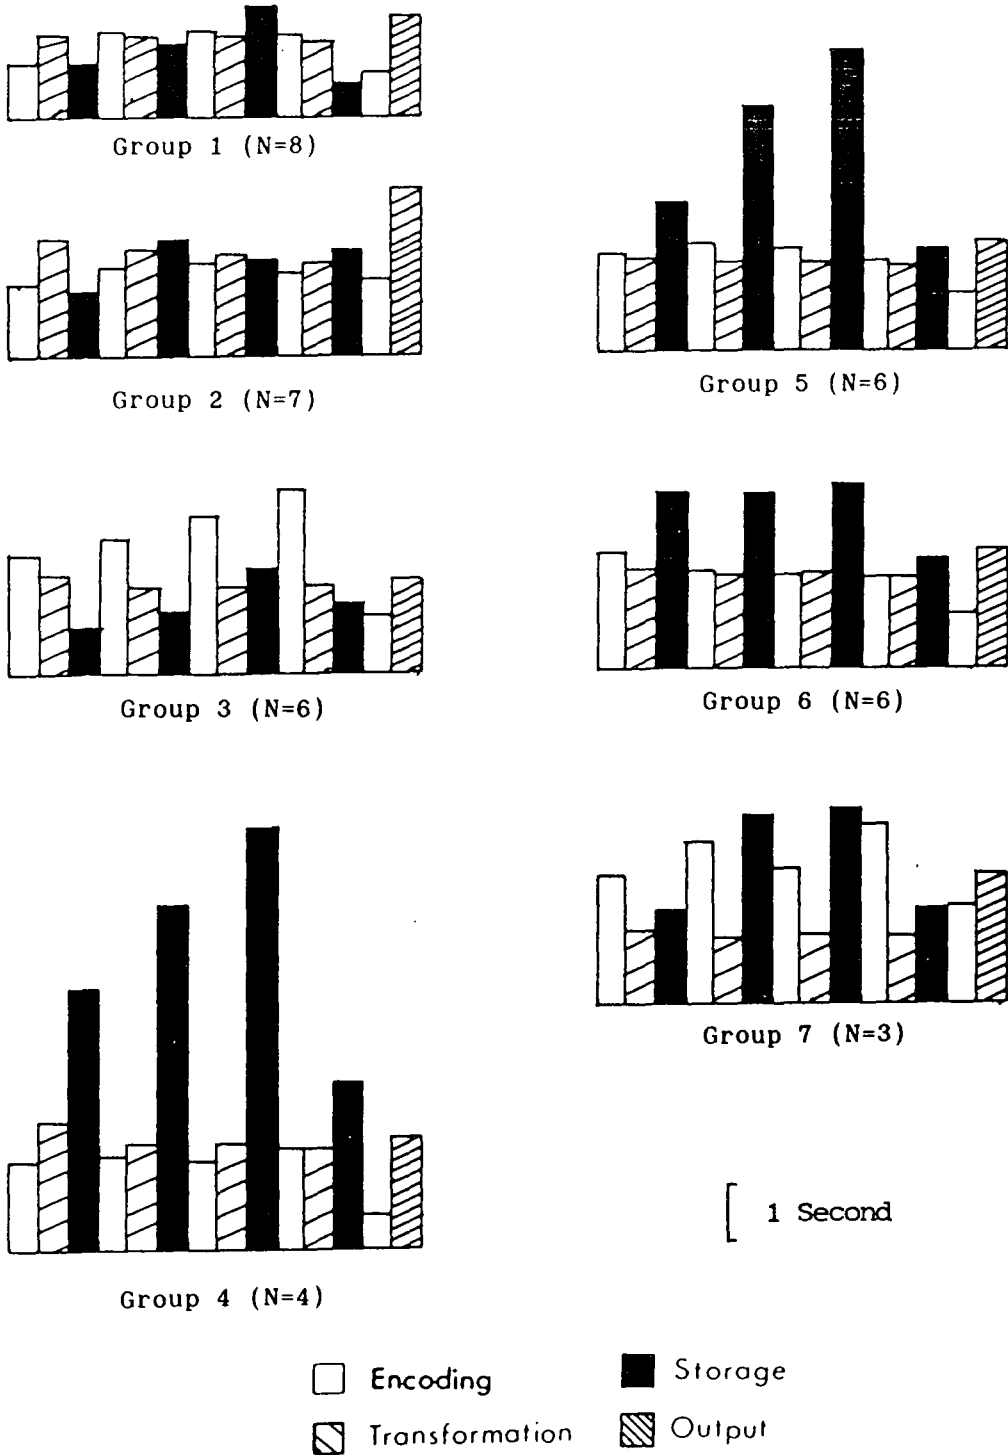 Group 1 (N=8)
Group 2 (N=7)
Group 5 (N=6)
Group 3 (N=6)
Group 6 (N=6)
Group 7 (N=3)
1 Second
Group 4 (N=4)
Encoding
Storage
Transformation
Output